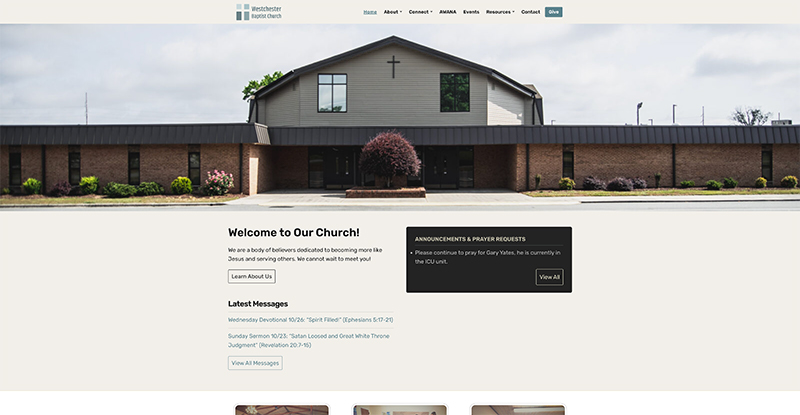 Westchester
Baptist Church
Home About Connect AWANA Events Resources Contact Give
Welcome to Our Church!
We are a body of believers dedicated to becoming more like
Jesus and serving others. We cannot wait to meet you!
Learn About Us
ANNOUNCEMENTS & PRAYER REQUESTS
Please continue to pray for Gary Yates, he is currently in
the ICU unit.
View All
Latest Messages
Wednesday Devotional 10/26: "Spirit Filled!" (Ephesians 5:17-21)
Sunday Sermon 10/23: "Satan Loosed and Great White Throne
Judgment" (Revelation 20:7-15)
View All Messages